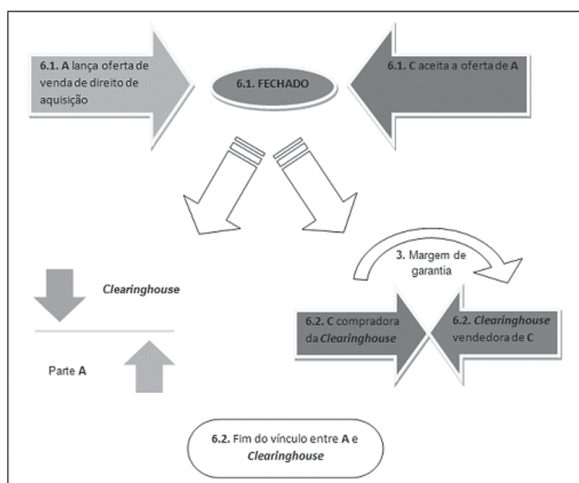 6.1. A lança oferta de
venda de direito de
aquisição
6.1. FECHADO
6.1. C aceita a oferta de
A
3. Margem de
garantia
Clearinghouse
Parte A
6.2. C compradora
da Clearinghouse
6.2. Clearinghouse
vendedora de C
6.2. Fim do vínculo entre A e
Clearinghouse